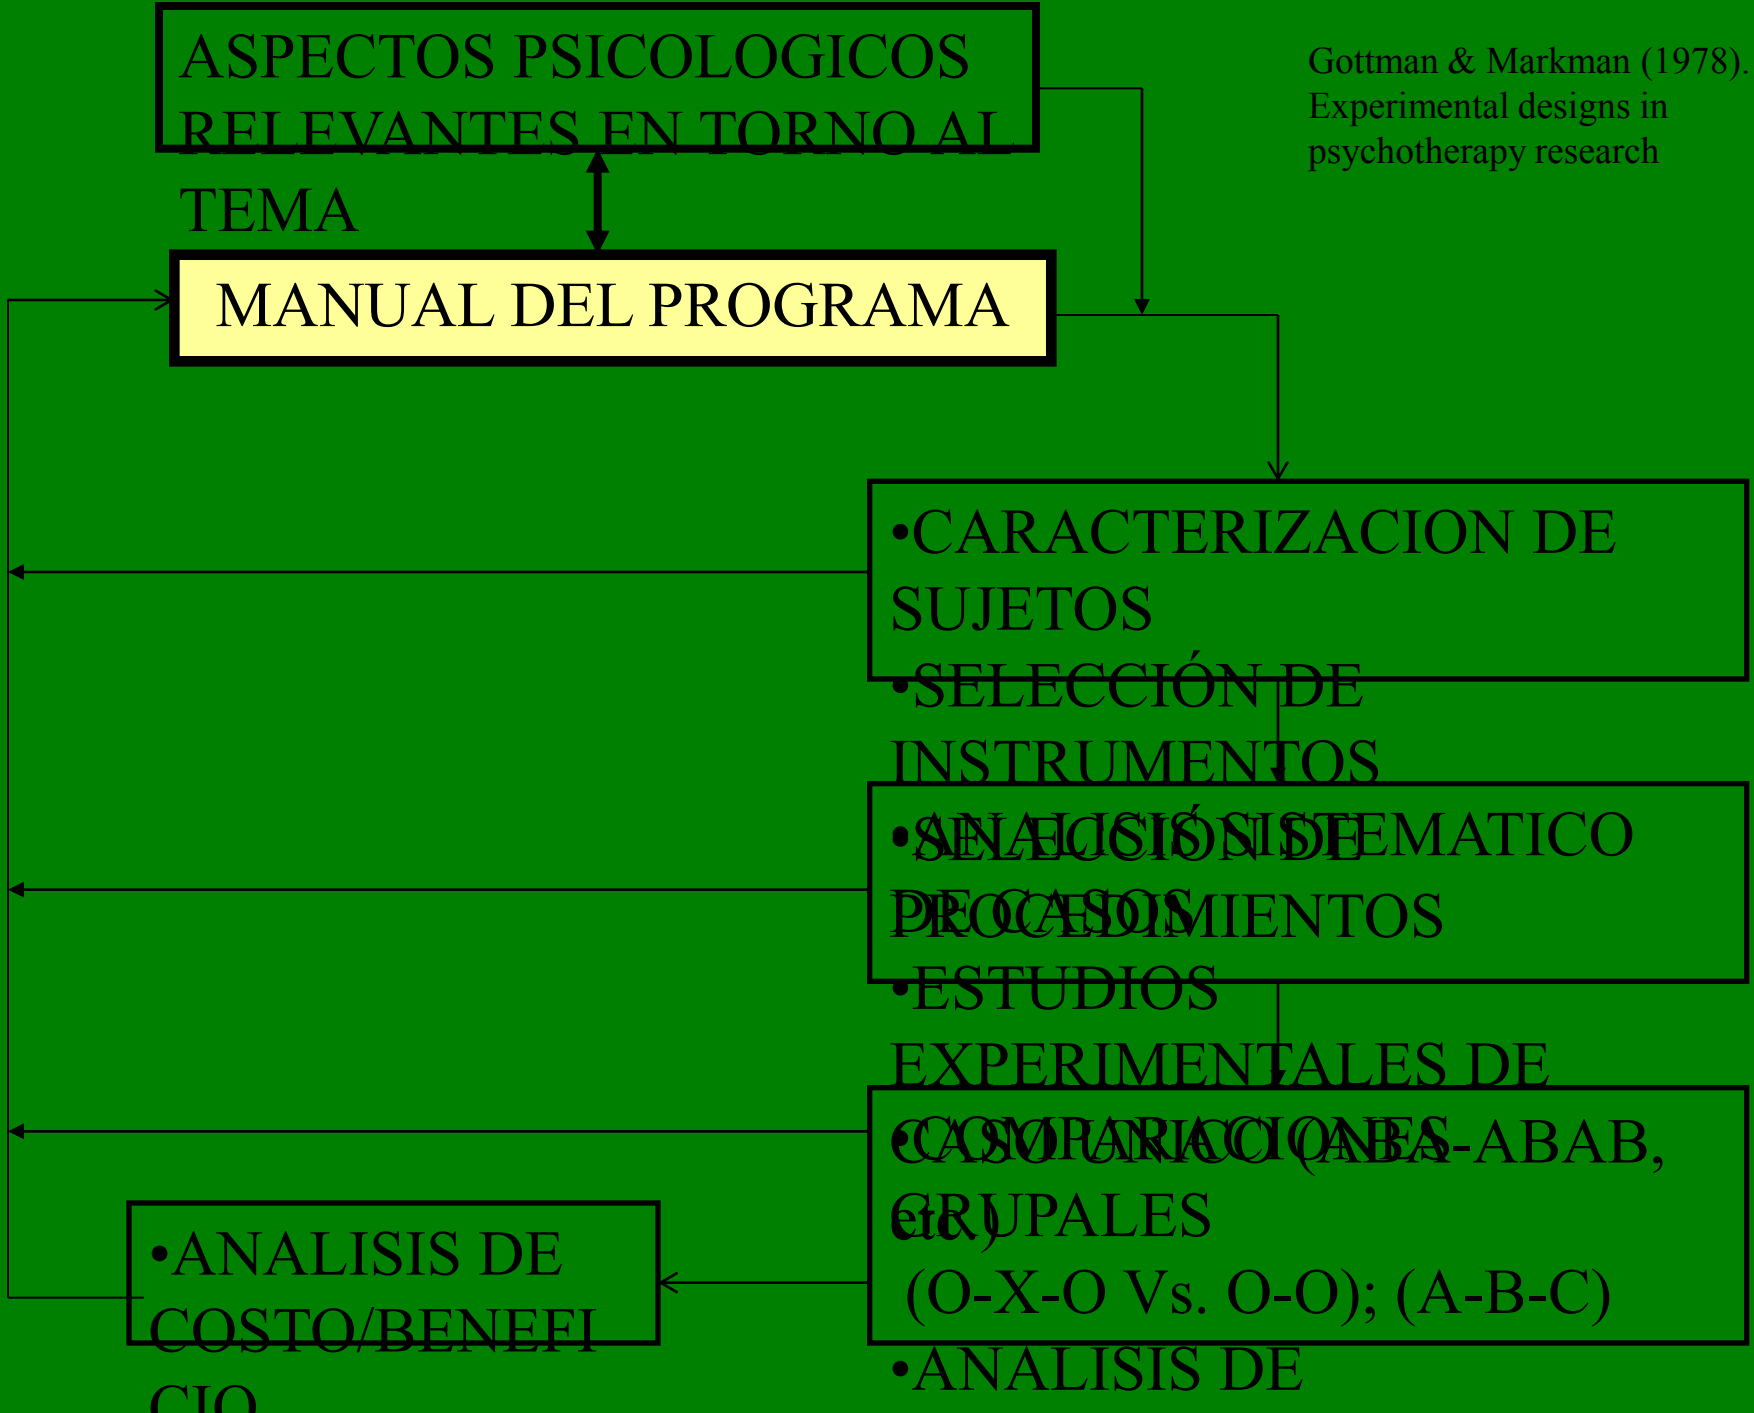 ASPECTOS PSICOLOGICOS
RELEVANTES EN TORNO AL
TEMA
Gottman & Markman (1978).
Experimental designs in
psychotherapy research
MANUAL DEL PROGRAMA
•CARACTERIZACION DE
SUJETOS
•SELECCIÓN DE
INSTRUMENTOS
•SELECCIÓN DE
PROCEDIMIENTOS
•ANALISIS SISTEMATICO
DE CASOS
•ESTUDIOS
EXPERIMENTALES DE
CASO UNICO (ABA-ABAB,
etc)
•COMPARACIONES
GRUPALES
(O-X-O Vs. O-O); (A-B-C)
•ANALISIS DE
•ANALISIS DE
COSTO/BENEFI
CIO